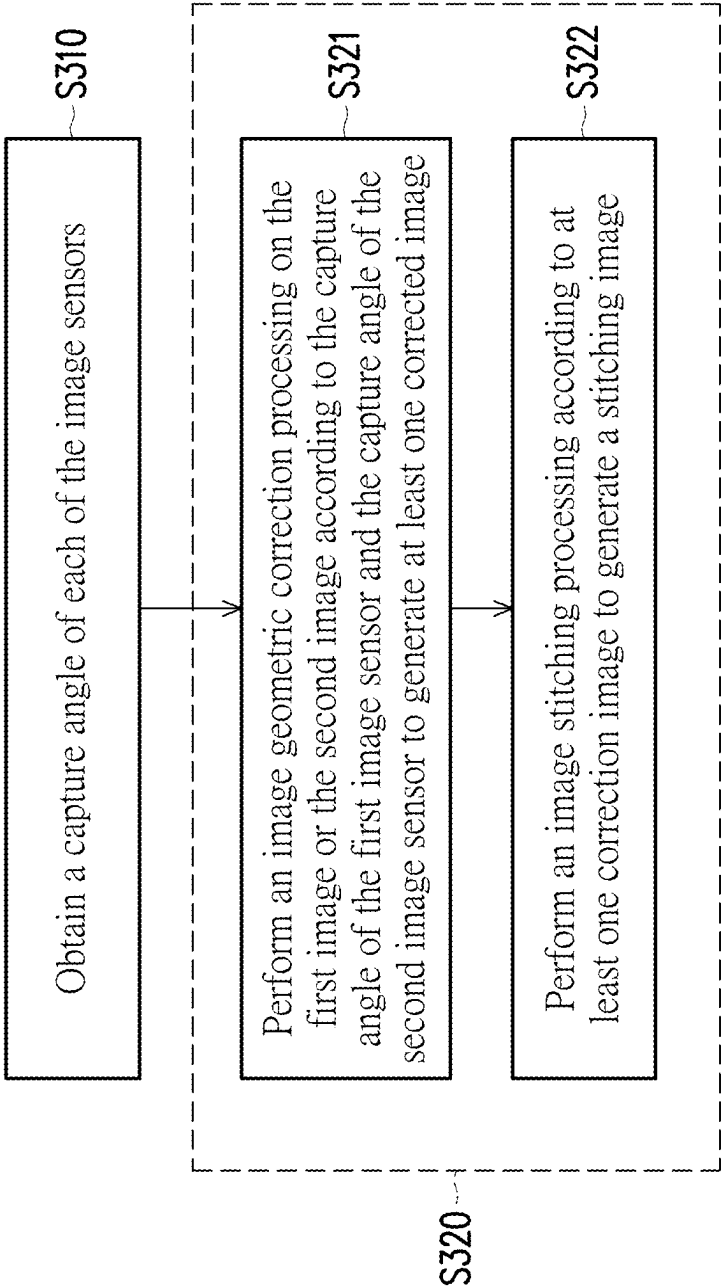 Obtain a capture angle of each of the image sensors
S310
Perform an image geometric correction processing on the
first image or the second image according to the capture
angle of the first image sensor and the capture angle of the
second image sensor to generate at least one corrected image
S321
Perform an image stitching processing according to at
least one correction image to generate a stitching image
S322
S320